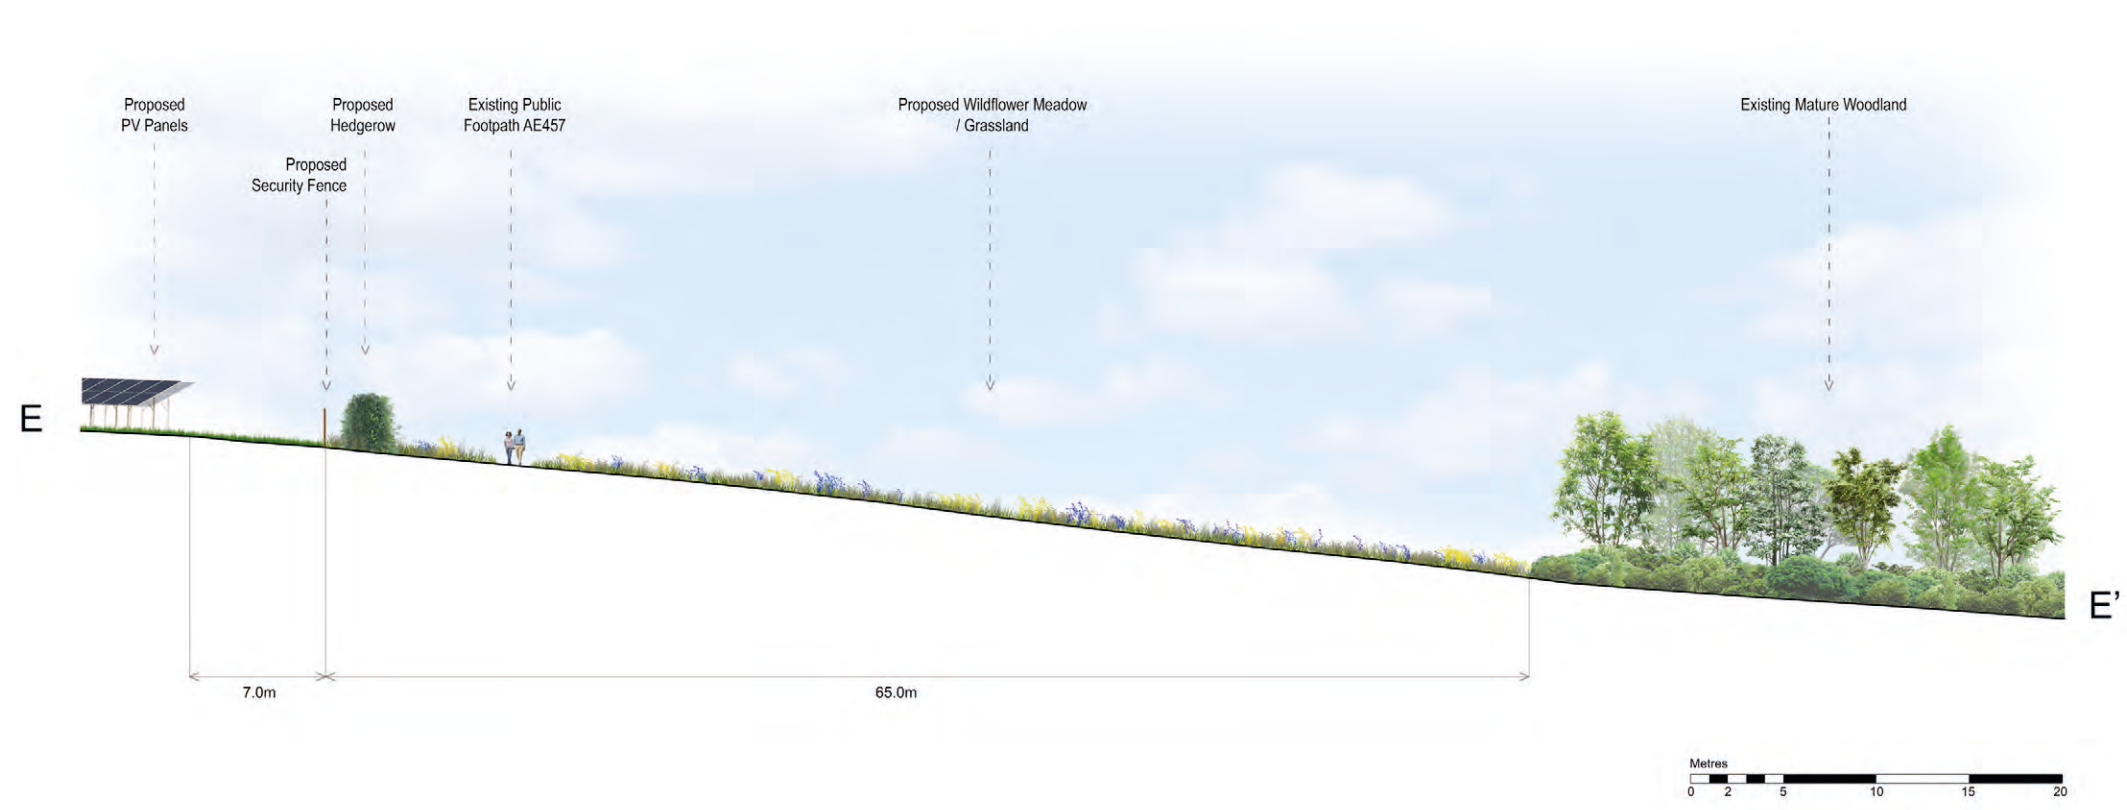 Proposed
PV Panels
Proposed
Hedgerow
Existing Public
Footpath AE457
Proposed Wildflower Meadow
/ Grassland
Existing Mature Woodland
Proposed
Security Fence
E
E’
7.0m
65.0m
Metres
0 2 5 10 15 20